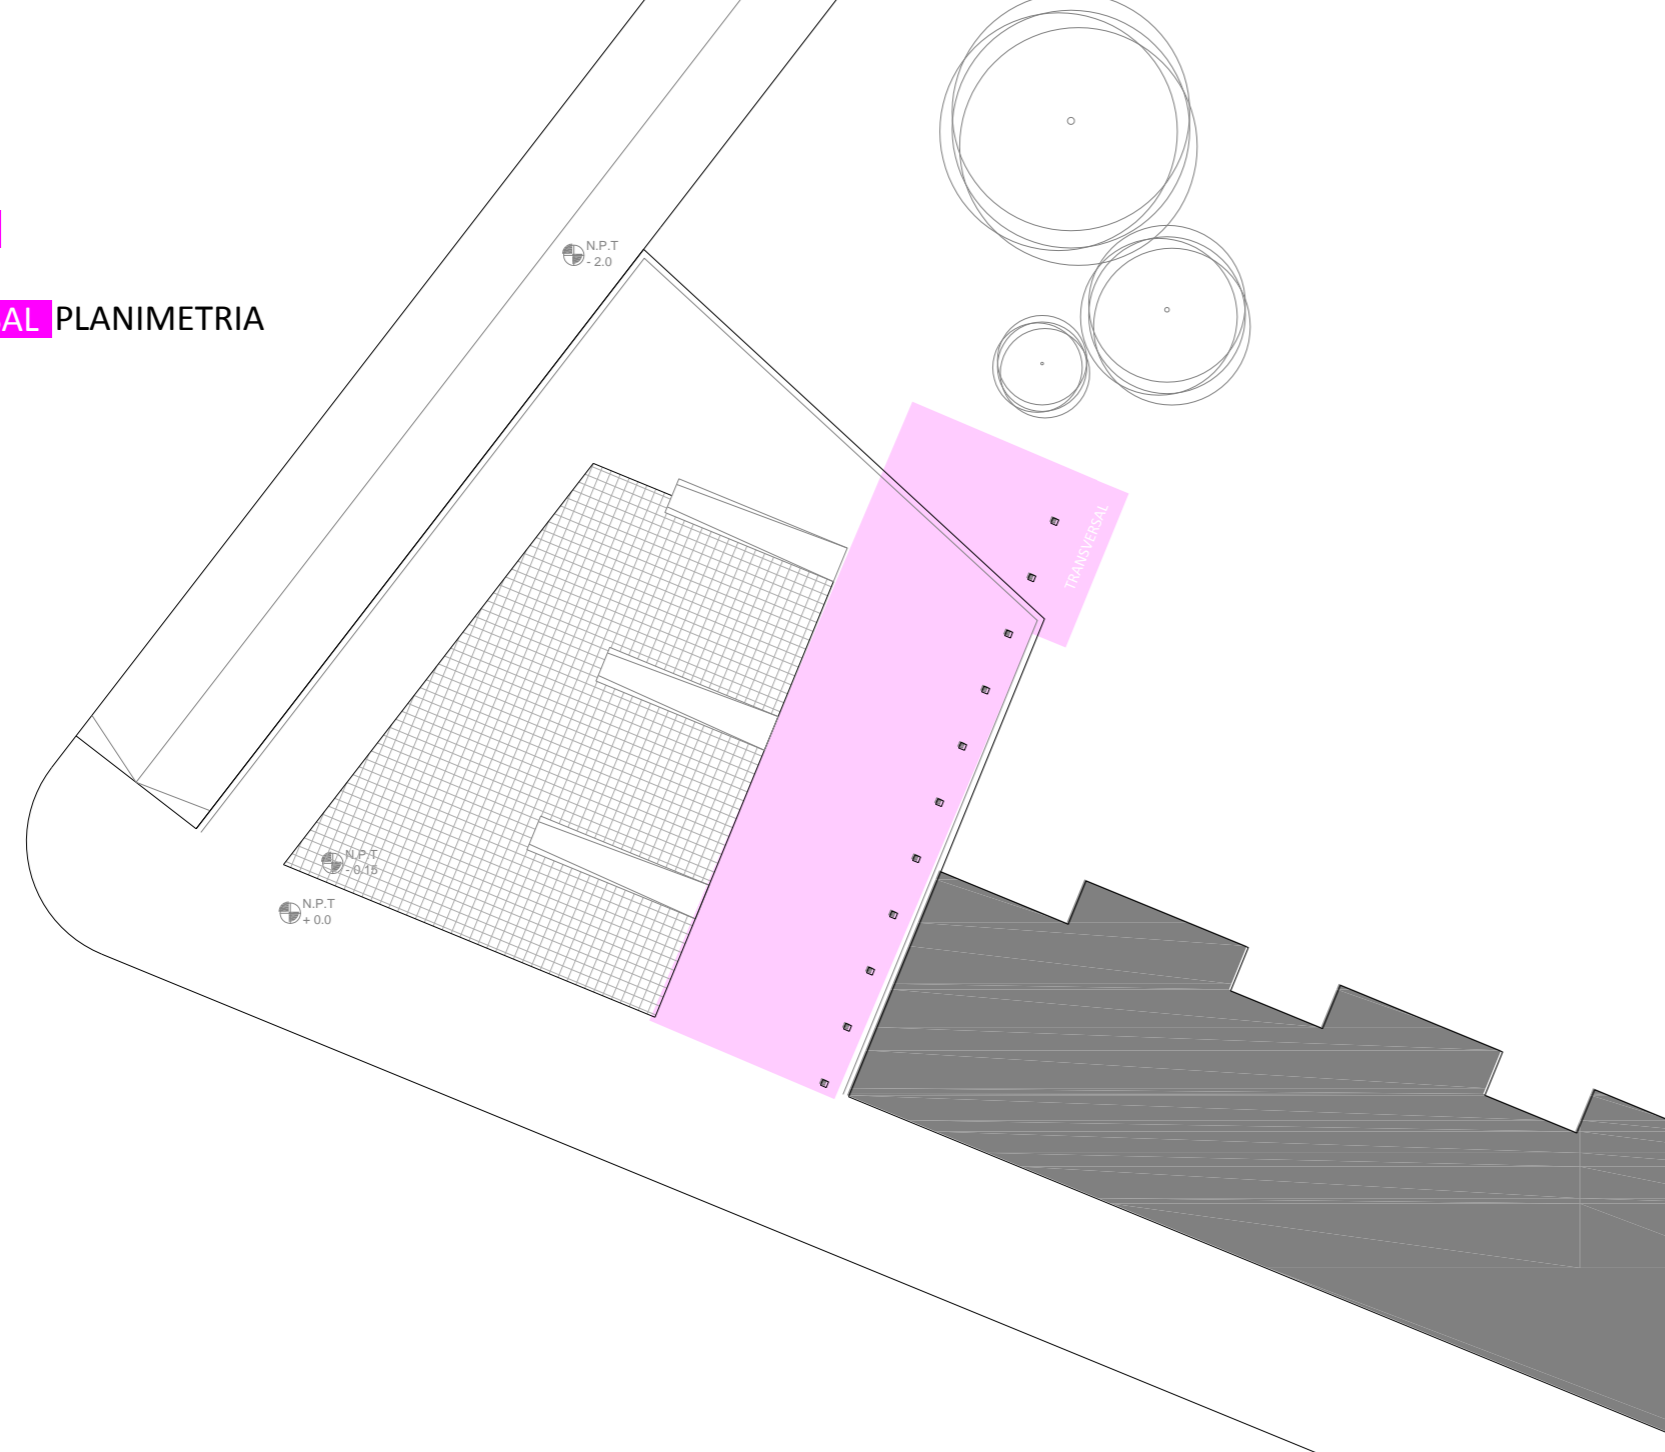 AL PLANIMETRIA
N.P.T
- 2.0
TRANSVERSAL
N.P.T
- 0.15
N.P.T
+ 0.0